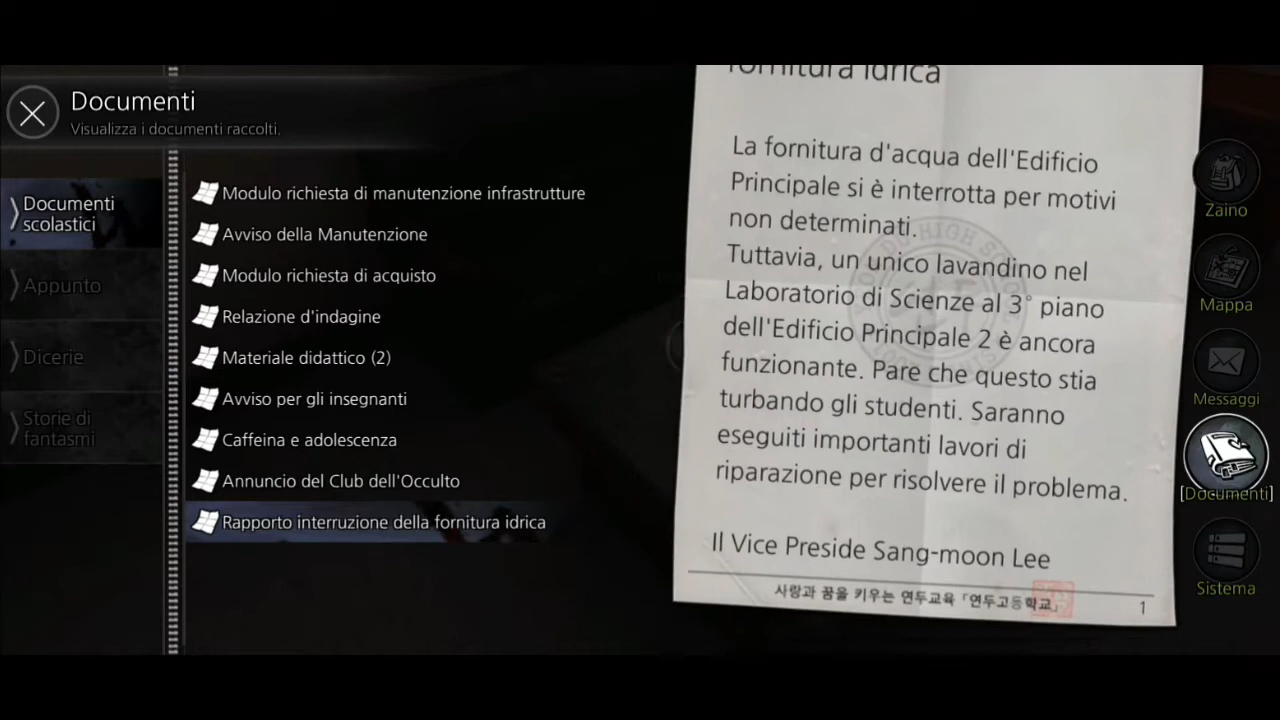 Documenti
Visualizza i documenti raccolti.
Documenti
scolastici
Appunto
Dicerie
Storie di
fantasmi
Modulo richiesta di manutenzione infrastrutture
Avviso della Manutenzione
Modulo richiesta di acquisto
Relazione d'indagine
Materiale didattico (2)
Avviso per gli insegnanti
Caffeina e adolescenza
Annuncio del Club dell'Occulto
Rapporto interruzione della fornitura idrica
fornitura idrica
La fornitura d'acqua dell'Edificio
Principale si è interrotta per motivi
non determinati.
Tuttavia, un unico lavandino nel
Laboratorio di Scienze al 3° piano
dell'Edificio Principale 2 è ancora
funzionante. Pare che questo stia
turbando gli studenti. Saranno
eseguiti importanti lavori di
riparazione per risolvere il problema.
Il Vice Preside Sang-moon Lee
사랑과 꿈을 키우는 연두교육「연두고등학교」
1
Zaino
Mappa
Messaggi
[Documenti]
Sistema